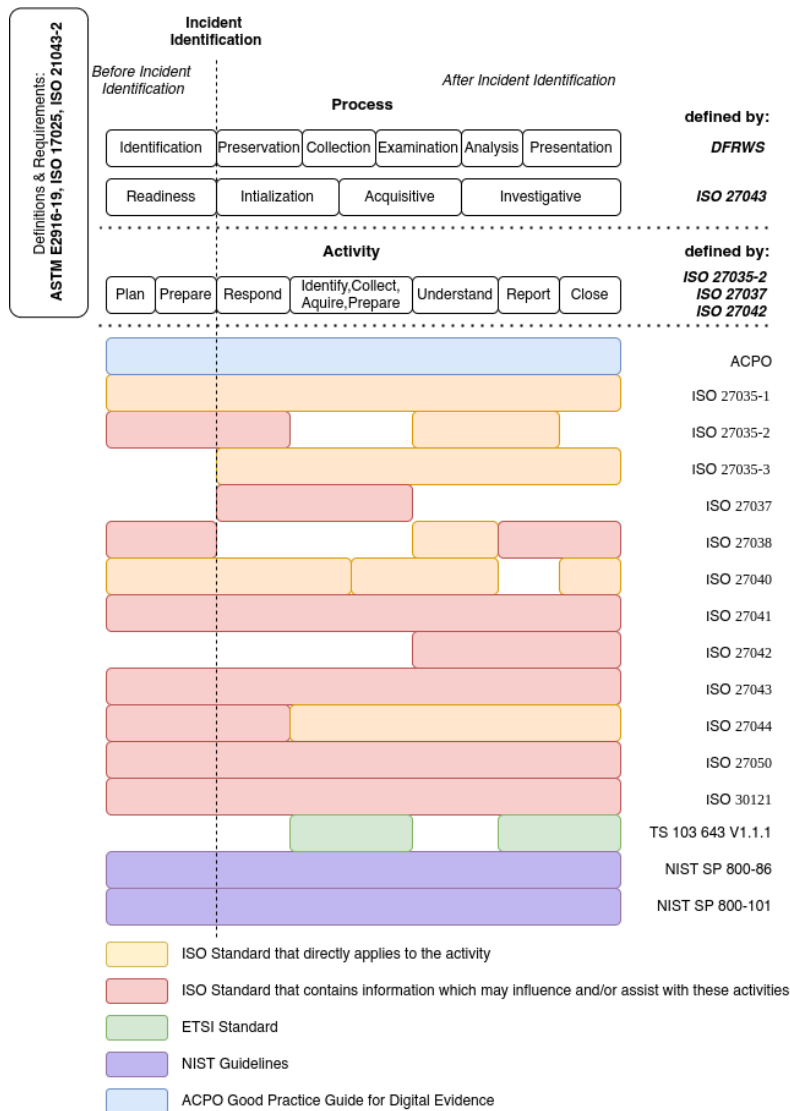 Definitions & Requirements:
ASTM E2916-19, ISO 17025, ISO 21043-2
Incident
Identification
Before Incident
Identification
After Incident Identification
Process
defined by:
Identification
Preservation
Collection
Examination
Analysis
Presentation
DFRWS
Readiness
Intialization
Acquisitive
Investigative
ISO 27043
Activity
defined by:
Plan
Prepare
Respond
Identify,Collect,
Aquire,Prepare
Understand
Report
Close
ISO 27035-2
ISO 27037
ISO 27042
ACPO
ISO 27035-1
ISO 27035-2
ISO 27035-3
ISO 27037
ISO 27038
ISO 27040
ISO 27041
ISO 27042
ISO 27043
ISO 27044
ISO 27050
ISO 30121
TS 103 643 V1.1.1
NIST SP 800-86
NIST SP 800-101
ISO Standard that directly applies to the activity
ISO Standard that contains information which may influence and/or assist with these activities
ETSI Standard
NIST Guidelines
ACPO Good Practice Guide for Digital Evidence